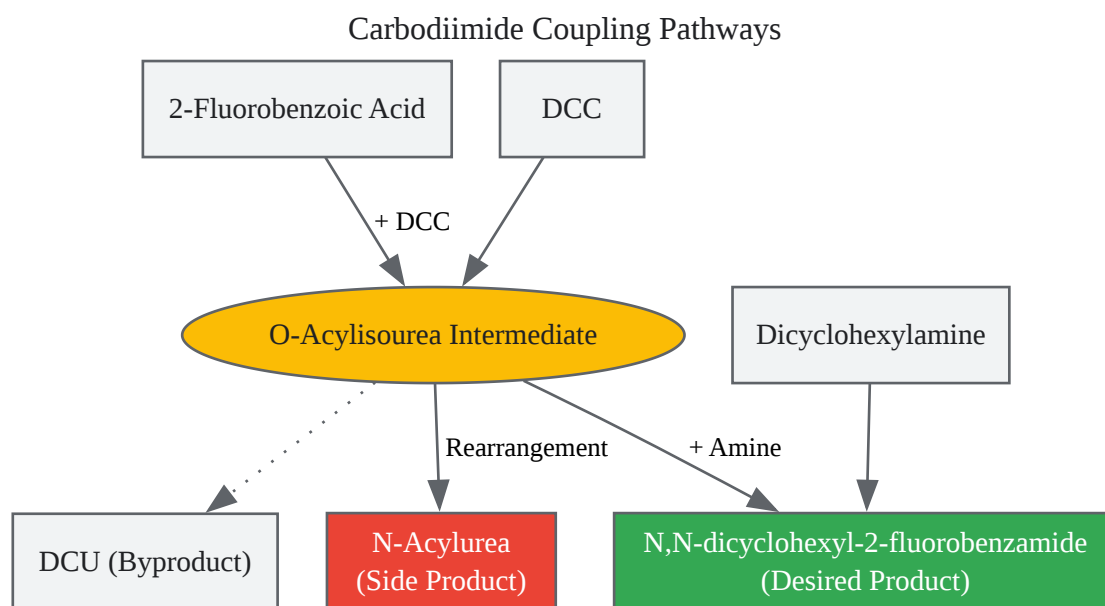 Carbodiimide Coupling Pathways
2-Fluorobenzoic Acid
DCC
+ DCC
O-Acylisourea Intermediate
Dicyclohexylamine
Rearrangement
+ Amine
DCU (Byproduct)
N-Acylurea
(Side Product)
N,N-dicyclohexyl-2-fluorobenzamide
(Desired Product)